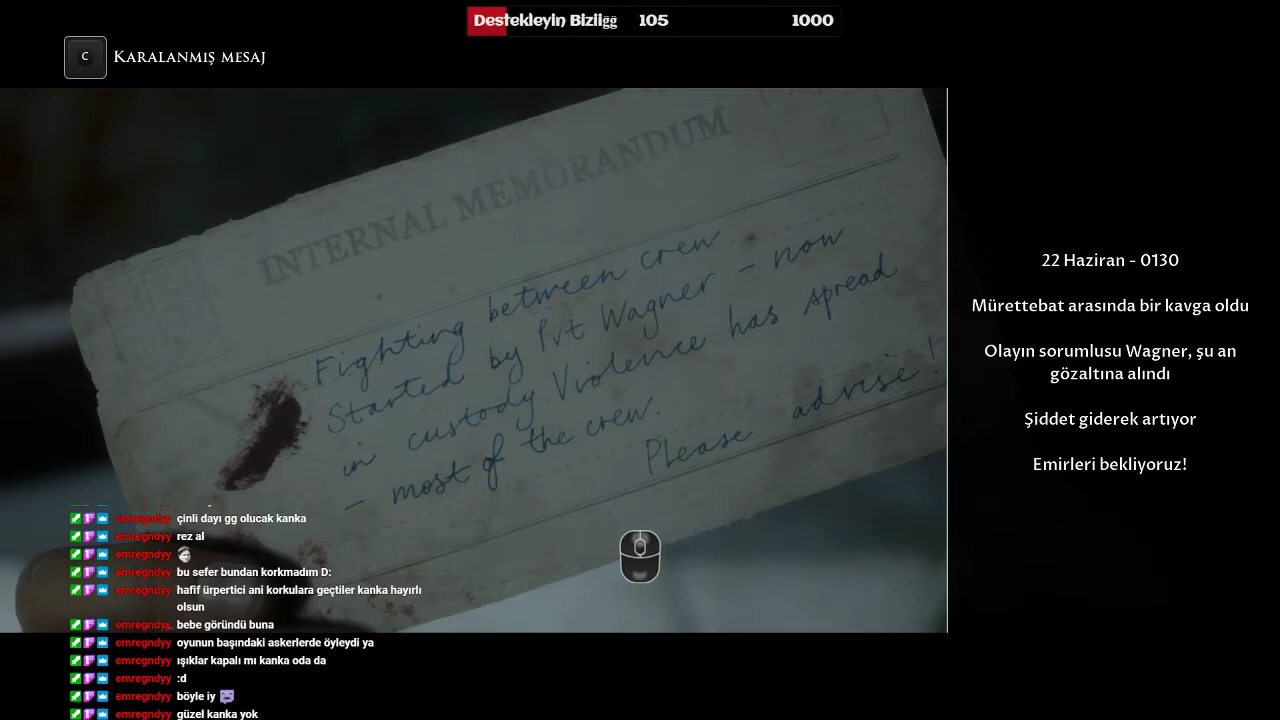 Destekleyin Biziiğğ 105 1000
C KARALANMIŞ MESAJ
INTERNAL MEMORANDUM
Fighting between crew.
Started by Pvt Wagner - now
in custody. Violence has spread
- most of the crew.
Please advise!
22 Haziran - 0130
Mürettebat arasında bir kavga oldu
Olayın sorumlusu Wagner, şu an
gözaltına alındı
Şiddet giderek artıyor
Emirleri bekliyoruz!
emregndyy çinli dayı gg olucak kanka
emregndyy rez al
emregndyy
emregndyy bu sefer bundan korkmadım D:
emregndyy hafif ürpertici ani korkulara geçtiler kanka hayırlı
olsun
emregndyy bebe göründü buna
emregndyy oyunun başındaki askerlerde öyleydi ya
emregndyy ışıklar kapalı mı kanka oda da
emregndyy :d
emregndyy böyle iy
emregndyy güzel kanka yok